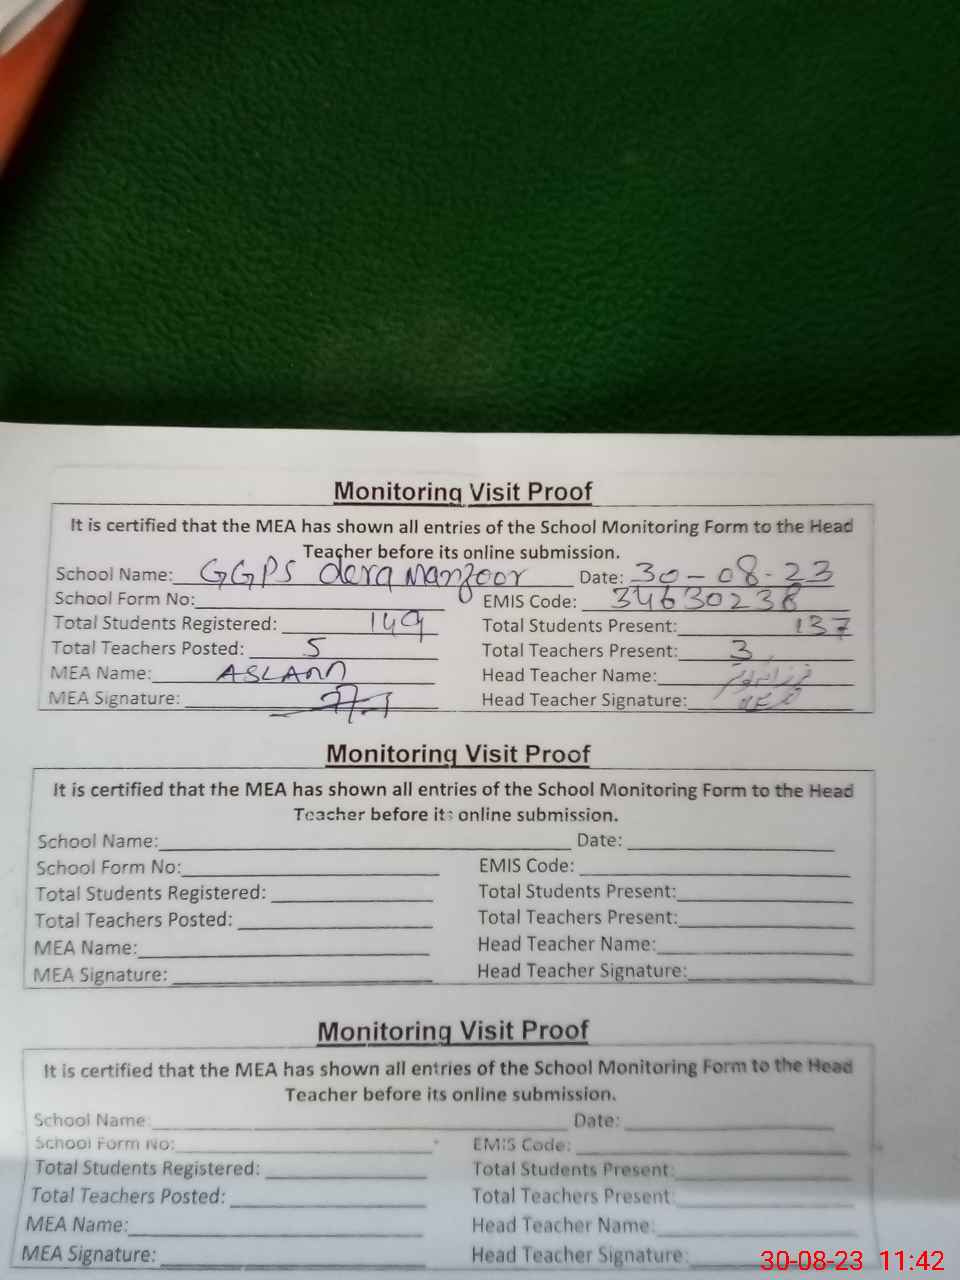 Monitoring Visit Proof
It is certified that the MEA has shown all entries of the School Monitoring Form to the Head
Teacher before its online submission.
School Name: GGPS dera manzoor Date: 30-08-23
School Form No: EMIS Code: 34630238
Total Students Registered: 149 Total Students Present: 137
Total Teachers Posted: 5 Total Teachers Present: 3
MEA Name: ASLAM Head Teacher Name:
MEA Signature: Head Teacher Signature:
Monitoring Visit Proof
It is certified that the MEA has shown all entries of the School Monitoring Form to the Head
Teacher before its online submission.
School Name: Date:
School Form No: EMIS Code:
Total Students Registered: Total Students Present:
Total Teachers Posted: Total Teachers Present:
MEA Name: Head Teacher Name:
MEA Signature: Head Teacher Signature:
Monitoring Visit Proof
It is certified that the MEA has shown all entries of the School Monitoring Form to the Head
Teacher before its online submission.
School Name: Date:
School Form No: EMIS Code:
Total Students Registered: Total Students Present:
Total Teachers Posted: Total Teachers Present
MEA Name: Head Teacher Name:
MEA Signature: Head Teacher Signature:
30-08-23 11:42